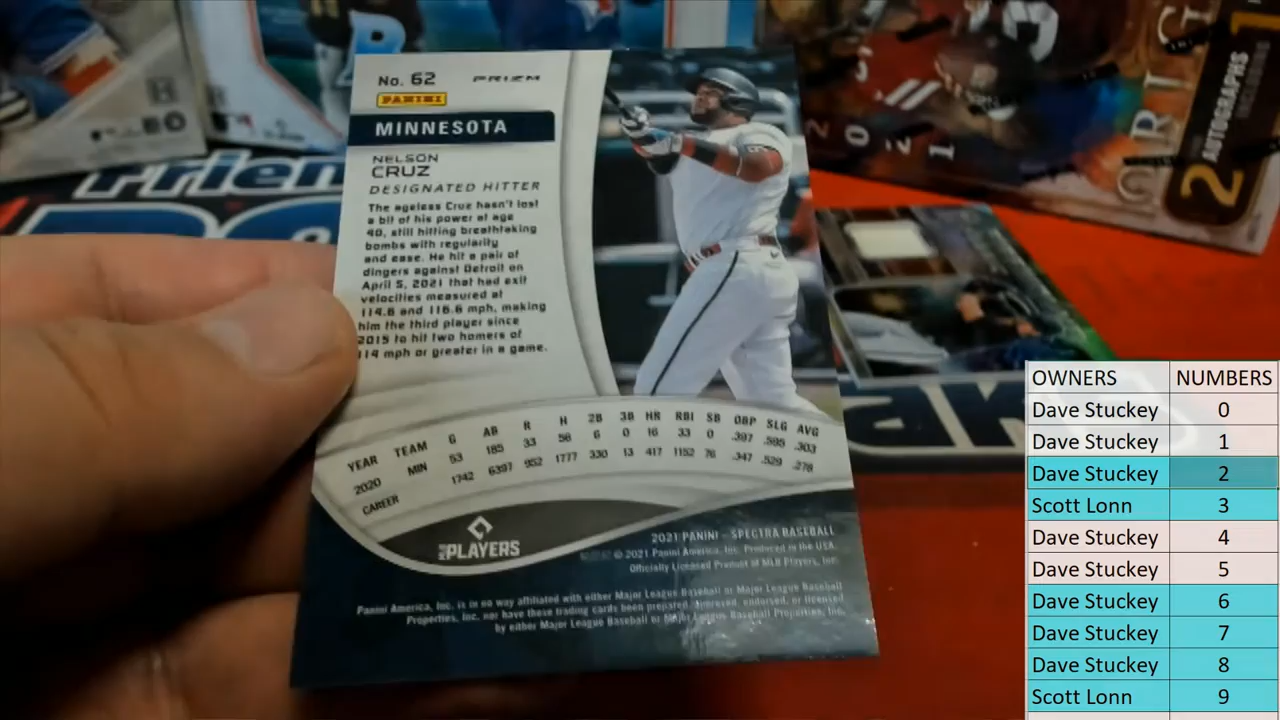 No. 62 PRIZM
PANINI
MINNESOTA
NELSON
CRUZ
DESIGNATED HITTER
The ageless Cruz hasn't lost
a bit of his power at age
40, still hitting breathtaking
bombs with regularity
and ease. He hit a pair of
dingers against Detroit on
April 5, 2021 that had exit
velocities measured at
114.6 and 116.6 mph, making
him the third player since
2015 to hit two homers of
114 mph or greater in a game.
YEAR TEAM G AB R H 2B 3B HR RBI SB OBP SLG AVG
2020 MIN 53 185 33 56 6 0 16 33 0 .397 .595 .303
CAREER 1742 6397 952 1777 330 13 417 1152 76 .347 .529 .278
MLB PLAYERS
2021 PANINI - SPECTRA BASEBALL
© 2021 Panini America, Inc. Produced in the USA.
Officially Licensed Product of MLB Players, Inc.
Panini America, Inc. is in no way affiliated with either Major League Baseball or Major League Baseball
Properties, Inc. nor have these trading cards been prepared, approved, endorsed, or licensed
by either Major League Baseball or Major League Baseball Properties, Inc.
2021
ORIG
2 AUTOGRAPHS
Frien
ak
OWNERS NUMBERS
Dave Stuckey 0
Dave Stuckey 1
Dave Stuckey 2
Scott Lonn 3
Dave Stuckey 4
Dave Stuckey 5
Dave Stuckey 6
Dave Stuckey 7
Dave Stuckey 8
Scott Lonn 9